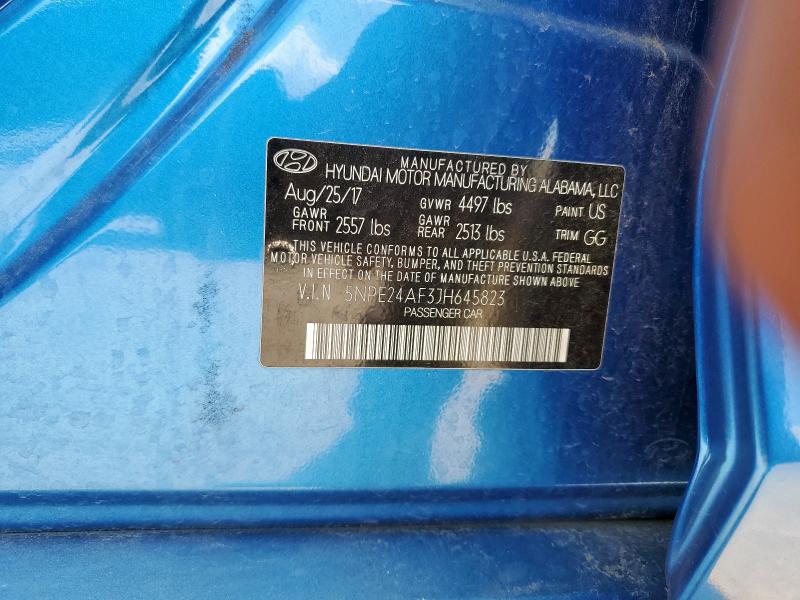 MANUFACTURED BY
HYUNDAI MOTOR MANUFACTURING ALABAMA, LLC
Aug/25/17 GVWR 4497 lbs PAINT US
GAWR FRONT 2557 lbs GAWR REAR 2513 lbs TRIM GG
THIS VEHICLE CONFORMS TO ALL APPLICABLE U.S.A. FEDERAL
MOTOR VEHICLE SAFETY, BUMPER, AND THEFT PREVENTION STANDARDS
IN EFFECT ON THE DATE OF MANUFACTURE SHOWN ABOVE.
V.I.N 5NPE24AF3JH645823
PASSENGER CAR